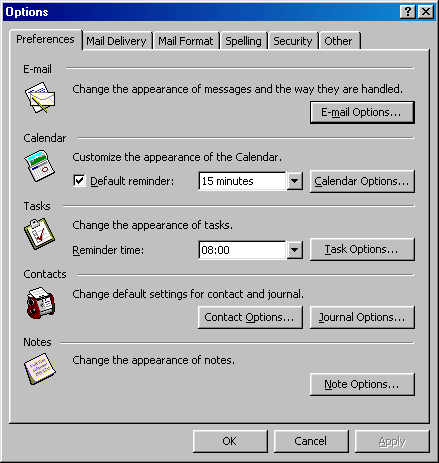 Options
Preferences Mail Delivery Mail Format Spelling Security Other
E-mail
Change the appearance of messages and the way they are handled.
E-mail Options...
Calendar
Customize the appearance of the Calendar.
Default reminder: 15 minutes Calendar Options...
Tasks
Change the appearance of tasks.
Reminder time: 08:00 Task Options...
Contacts
Change default settings for contact and journal.
Contact Options... Journal Options...
Notes
Change the appearance of notes.
Note Options...
OK Cancel Apply